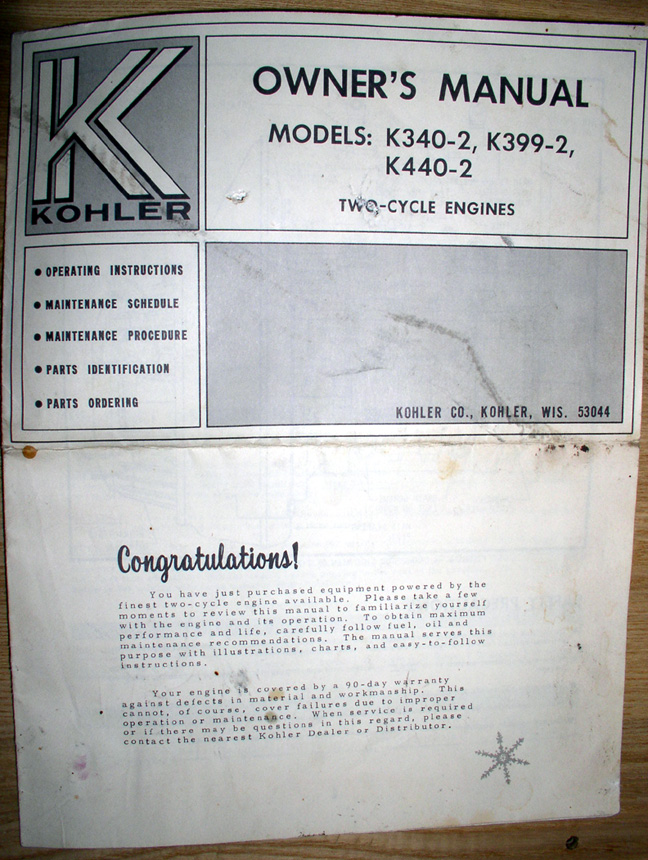 OWNER'S MANUAL
MODELS: K340-2, K399-2,
K440-2
TWO-CYCLE ENGINES
K
KOHLER
• OPERATING INSTRUCTIONS
• MAINTENANCE SCHEDULE
• MAINTENANCE PROCEDURE
• PARTS IDENTIFICATION
• PARTS ORDERING
KOHLER CO., KOHLER, WIS. 53044
Congratulations!
You have just purchased equipment powered by the
finest two-cycle engine available. Please take a few
moments to review this manual to familiarize yourself
with the engine and its operation. To obtain maximum
performance and life, carefully follow fuel, oil and
maintenance recommendations. The manual serves this
purpose with illustrations, charts, and easy-to-follow
instructions.
Your engine is covered by a 90-day warranty
against defects in material and workmanship. This
cannot, of course, cover failures due to improper
operation or maintenance. When service is required
or if there may be questions in this regard, please
contact the nearest Kohler Dealer or Distributor.